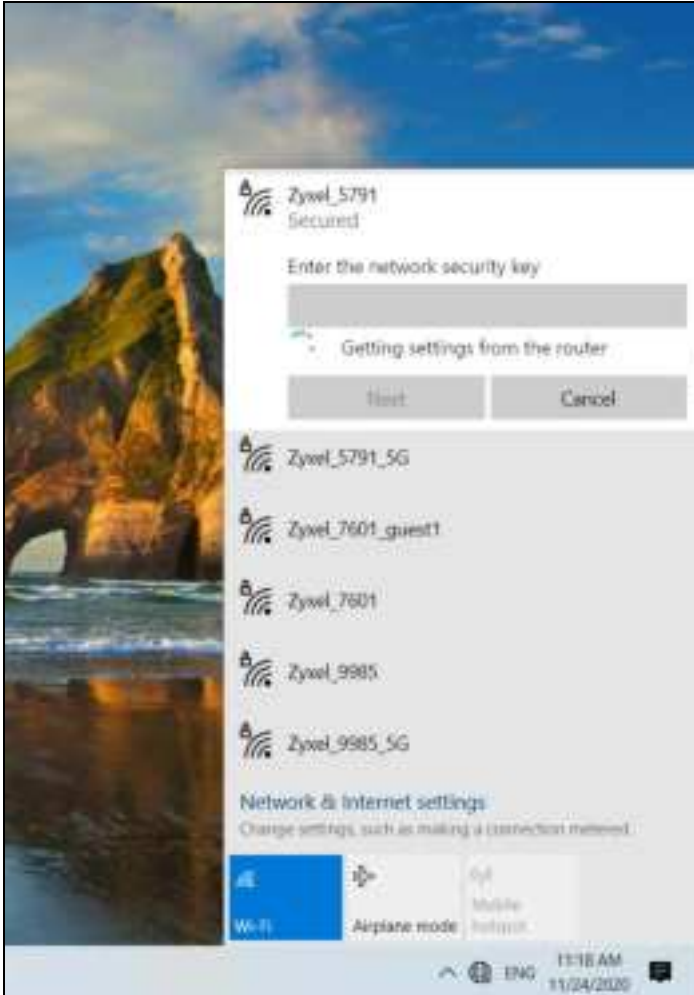 Zyxel_5791
Secured
Enter the network security key
Getting settings from the router
Next
Cancel
Zyxel_5791_5G
Zyxel_7601_guest1
Zyxel_7601
Zyxel_9985
Zyxel_9985_5G
Network & Internet settings
Change settings, such as making a connection metered.
Wi-Fi
Airplane mode
Mobile
hotspot
ENG
11:18 AM
11/24/2020